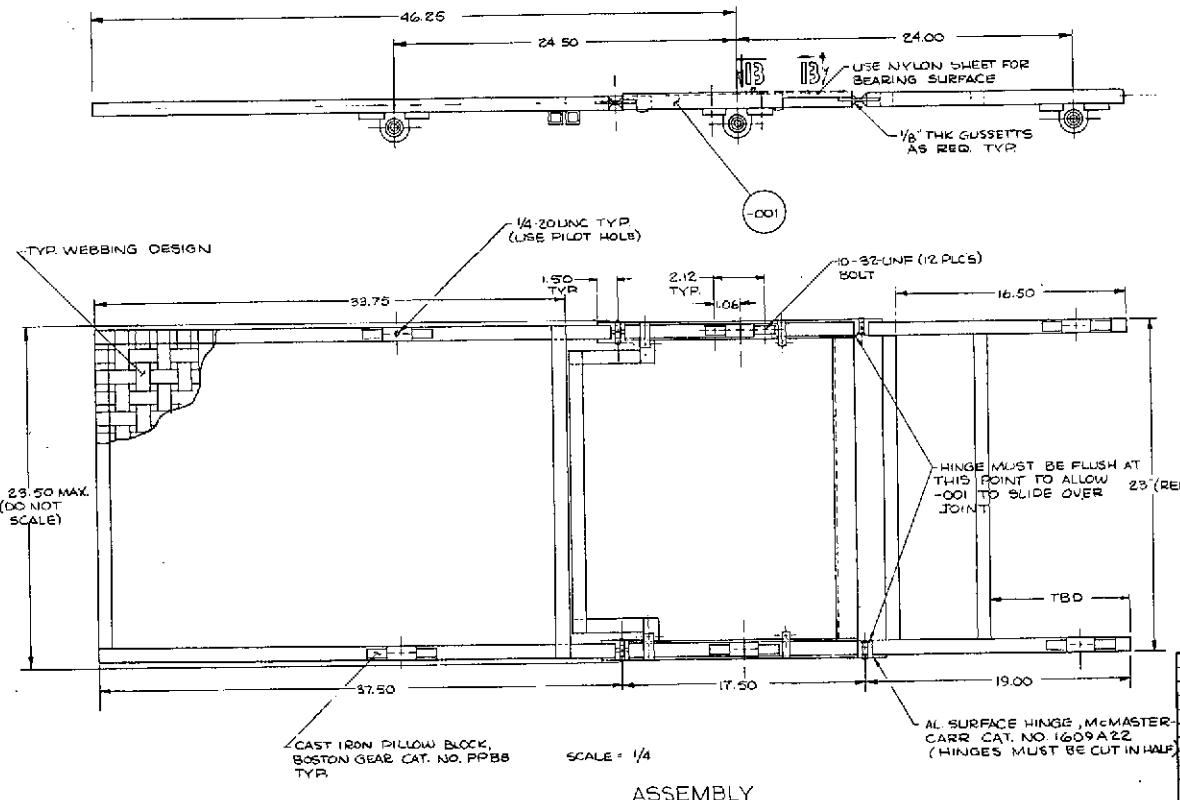 46.25
24.50
24.00
B B
USE NYLON SHEET FOR
BEARING SURFACE
1/8" THK GUSSETTS
AS REQ. TYP.
-001
TYP. WEBBING DESIGN
1/4-20UNC TYP.
(USE PILOT HOLE)
10-32-UNF (12 PLC'S)
BOLT
1.50
TYP
2.12
TYP.
1.06
33.75
16.50
23.50 MAX.
(DO NOT
SCALE)
HINGE MUST BE FLUSH AT
THIS POINT TO ALLOW
-001 TO SLIDE OVER
JOINT
23"(RE
TBD
37.50
17.50
19.00
CAST IRON PILLOW BLOCK,
BOSTON GEAR CAT. NO. PPB8
TYP.
SCALE = 1/4
AL. SURFACE HINGE, McMASTER-
CARR CAT. NO. 1609A22
(HINGES MUST BE CUT IN HALF)
ASSEMBLY